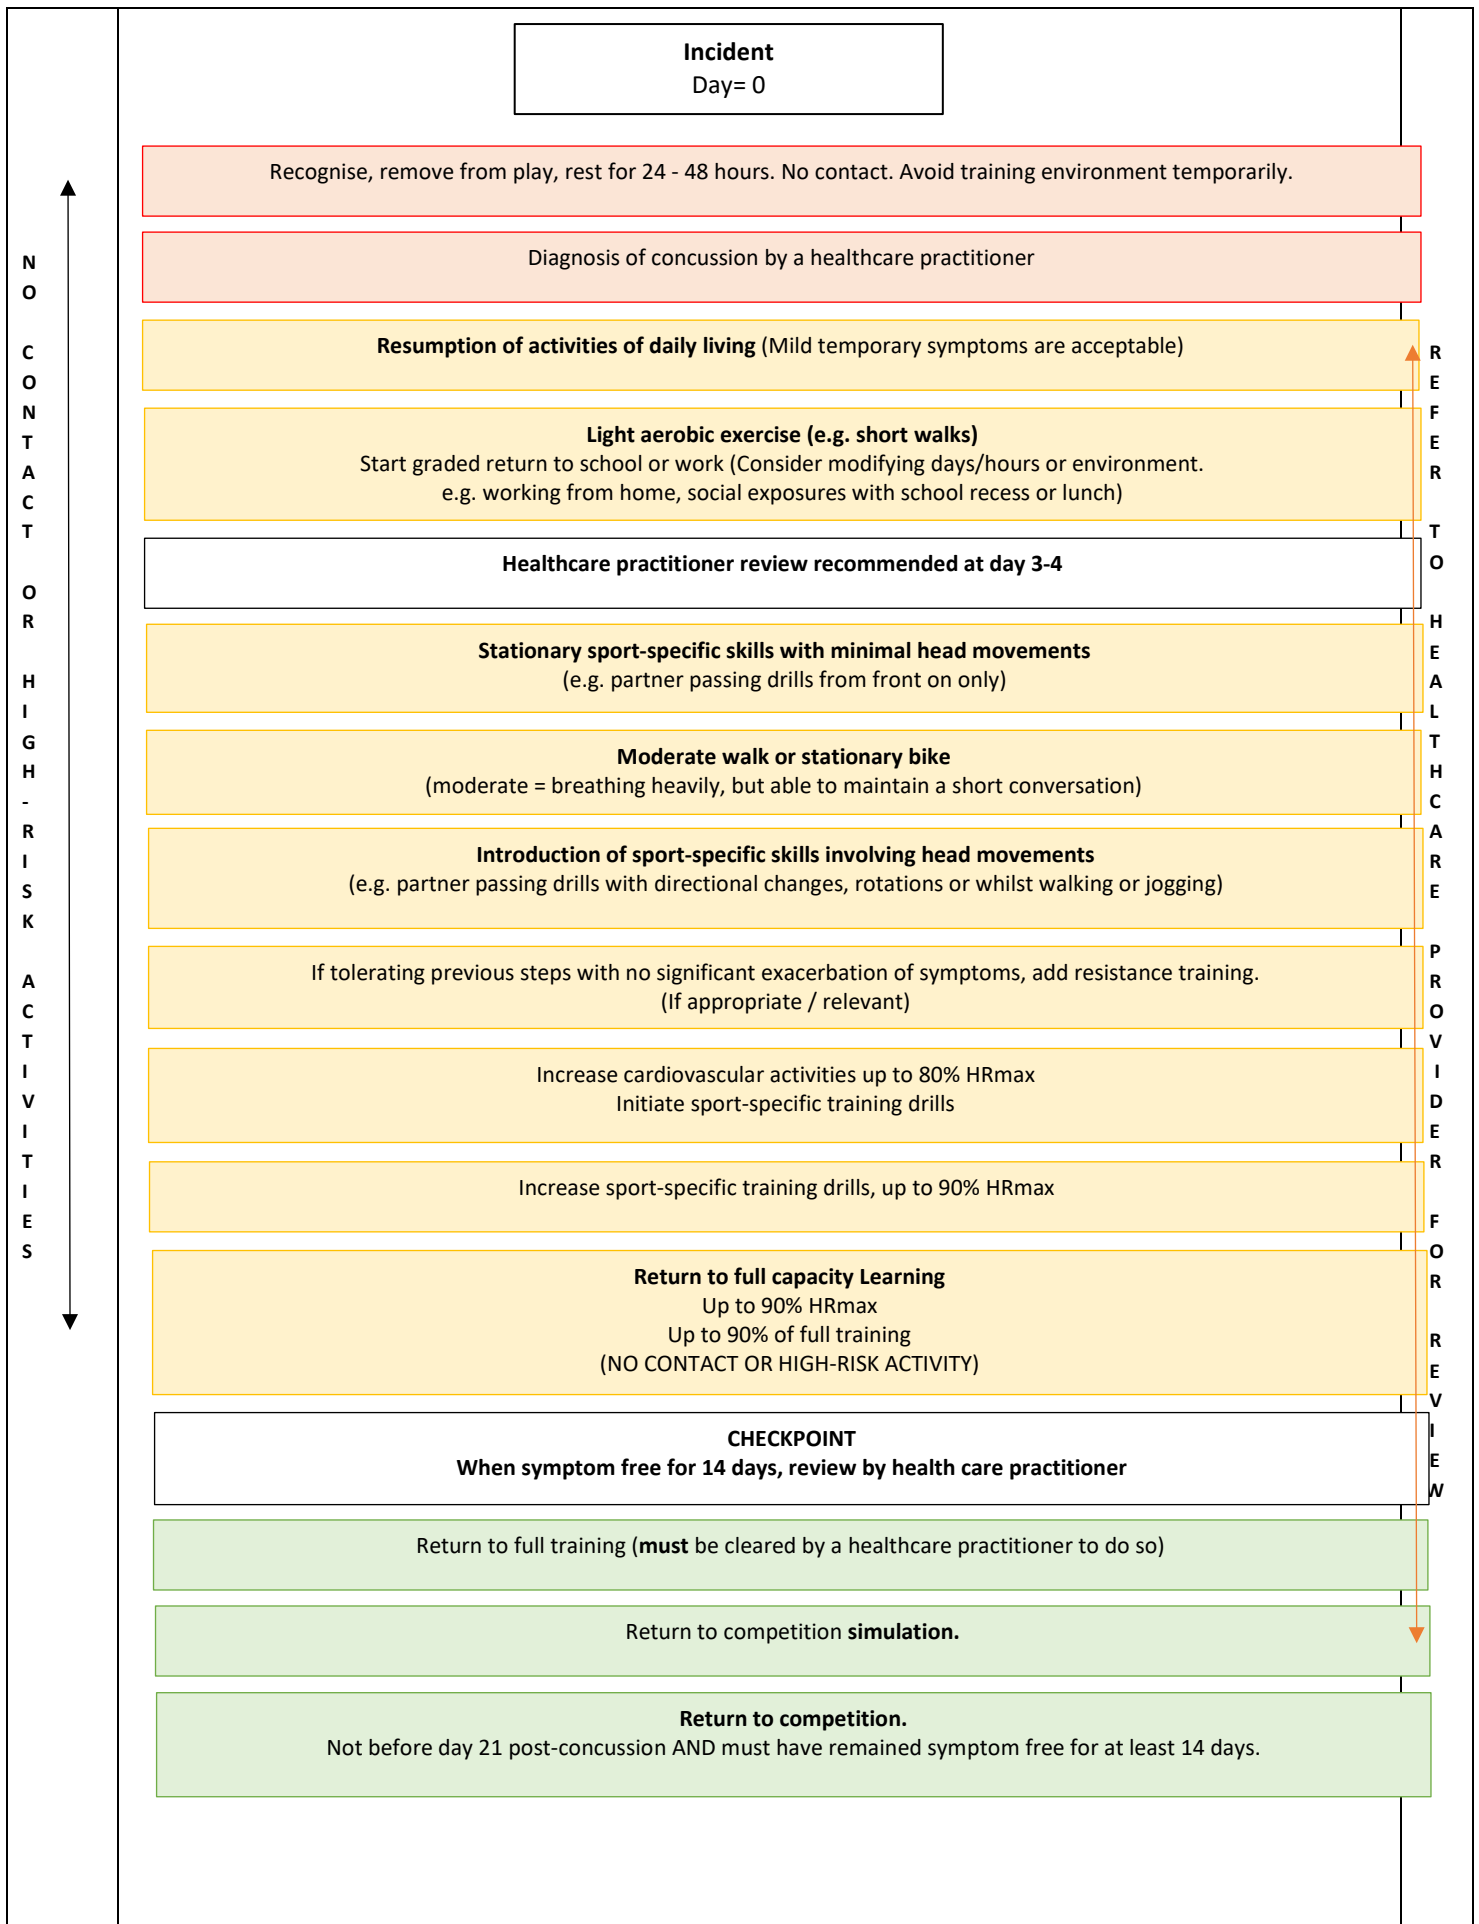 Incident
Day= 0
Recognise, remove from play, rest for 24 - 48 hours. No contact. Avoid training environment temporarily.
Diagnosis of concussion by a healthcare practitioner
Resumption of activities of daily living (Mild temporary symptoms are acceptable)
Light aerobic exercise (e.g. short walks)
Start graded return to school or work (Consider modifying days/hours or environment.
e.g. working from home, social exposures with school recess or lunch)
Healthcare practitioner review recommended at day 3-4
Stationary sport-specific skills with minimal head movements
(e.g. partner passing drills from front on only)
Moderate walk or stationary bike
(moderate = breathing heavily, but able to maintain a short conversation)
Introduction of sport-specific skills involving head movements
(e.g. partner passing drills with directional changes, rotations or whilst walking or jogging)
If tolerating previous steps with no significant exacerbation of symptoms, add resistance training.
(If appropriate / relevant)
Increase cardiovascular activities up to 80% HRmax
Initiate sport-specific training drills
Increase sport-specific training drills, up to 90% HRmax
Return to full capacity Learning
Up to 90% HRmax
Up to 90% of full training
(NO CONTACT OR HIGH-RISK ACTIVITY)
CHECKPOINT
When symptom free for 14 days, review by health care practitioner
Return to full training (must be cleared by a healthcare practitioner to do so)
Return to competition simulation.
Return to competition.
Not before day 21 post-concussion AND must have remained symptom free for at least 14 days.
NO CONTACT OR HIGH-RISK ACTIVITIES
REFER TO HEALTHCARE PROVIDER FOR REVIEW